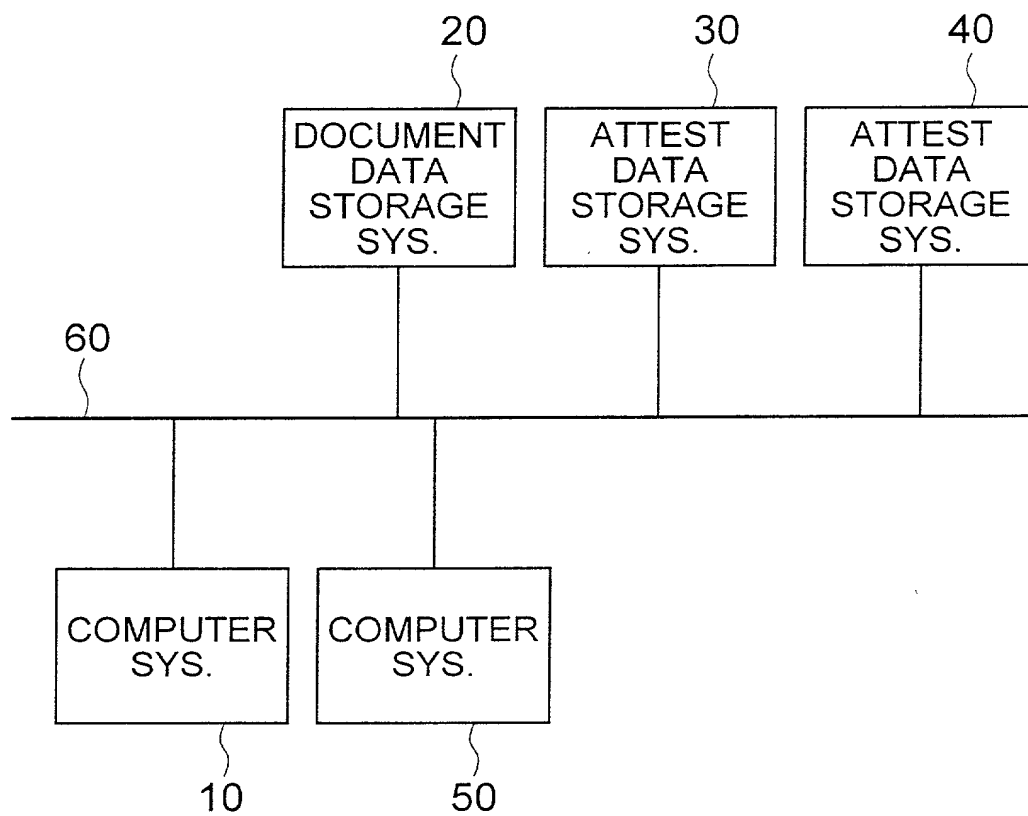 20
30
40
DOCUMENT
DATA
STORAGE
SYS.
ATTEST
DATA
STORAGE
SYS.
ATTEST
DATA
STORAGE
SYS.
60
COMPUTER
SYS.
COMPUTER
SYS.
10
50